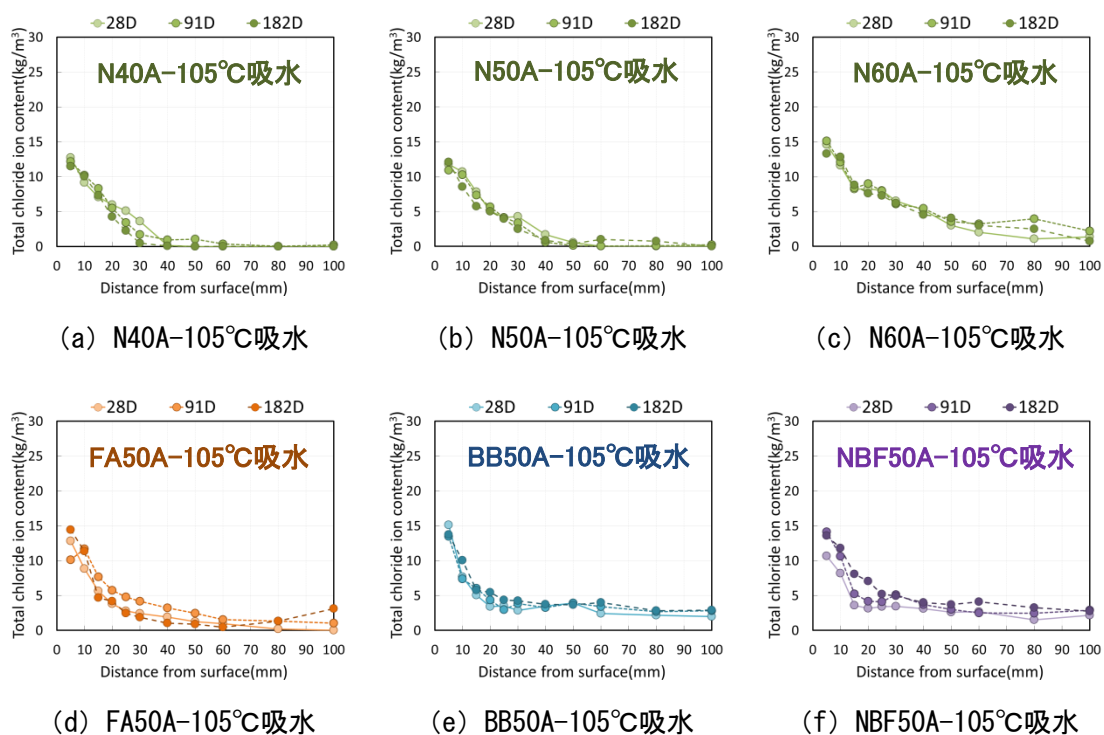 28D 91D 182D
Total chloride ion content(kg/m³)
30
25
20
15
10
5
0
N40A-105℃吸水
0 10 20 30 40 50 60 70 80 90 100
Distance from surface(mm)
(a) N40A-105℃吸水
28D 91D 182D
Total chloride ion content(kg/m³)
30
25
20
15
10
5
0
N50A-105℃吸水
0 10 20 30 40 50 60 70 80 90 100
Distance from surface(mm)
(b) N50A-105℃吸水
28D 91D 182D
Total chloride ion content(kg/m³)
30
25
20
15
10
5
0
N60A-105℃吸水
0 10 20 30 40 50 60 70 80 90 100
Distance from surface(mm)
(c) N60A-105℃吸水
28D 91D 182D
Total chloride ion content(kg/m³)
30
25
20
15
10
5
0
FA50A-105℃吸水
0 10 20 30 40 50 60 70 80 90 100
Distance from surface(mm)
(d) FA50A-105℃吸水
28D 91D 182D
Total chloride ion content(kg/m³)
30
25
20
15
10
5
0
BB50A-105℃吸水
0 10 20 30 40 50 60 70 80 90 100
Distance from surface(mm)
(e) BB50A-105℃吸水
28D 91D 182D
Total chloride ion content(kg/m³)
30
25
20
15
10
5
0
NBF50A-105℃吸水
0 10 20 30 40 50 60 70 80 90 100
Distance from surface(mm)
(f) NBF50A-105℃吸水